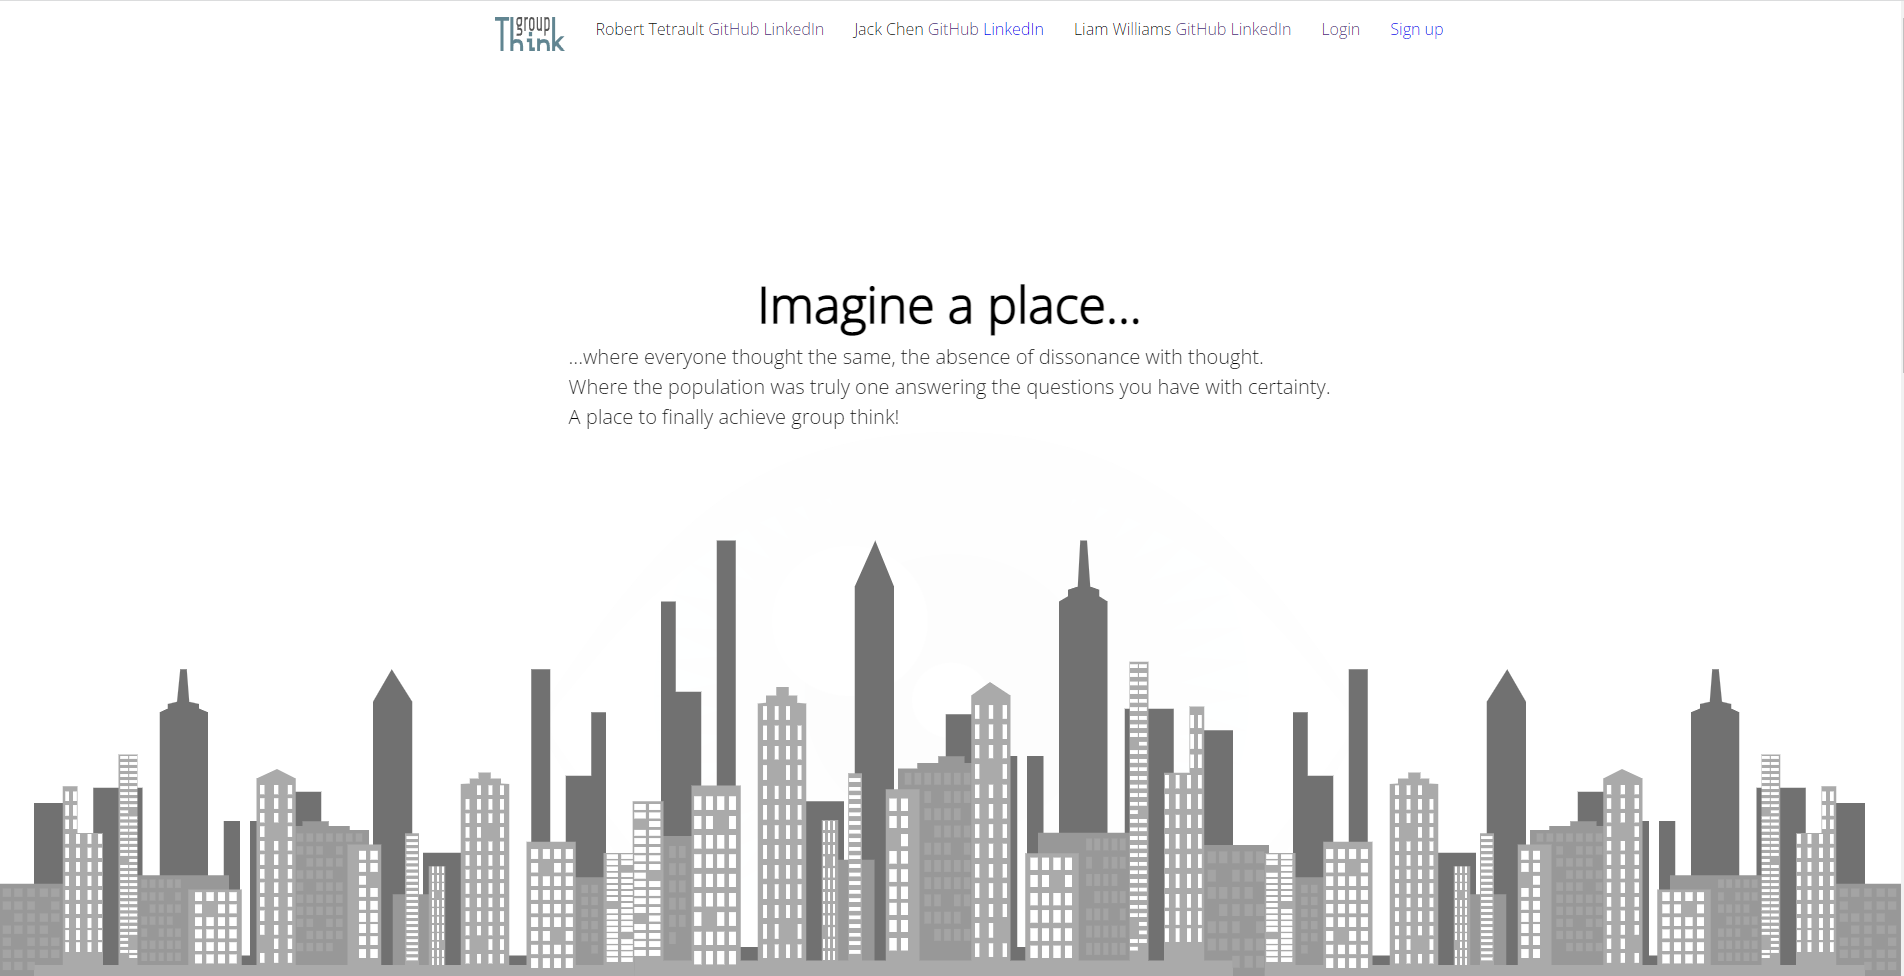 group
Think
Robert Tetrault GitHub LinkedIn Jack Chen GitHub LinkedIn Liam Williams GitHub LinkedIn Login Sign up
Imagine a place...
...where everyone thought the same, the absence of dissonance with thought.
Where the population was truly one answering the questions you have with certainty.
A place to finally achieve group think!